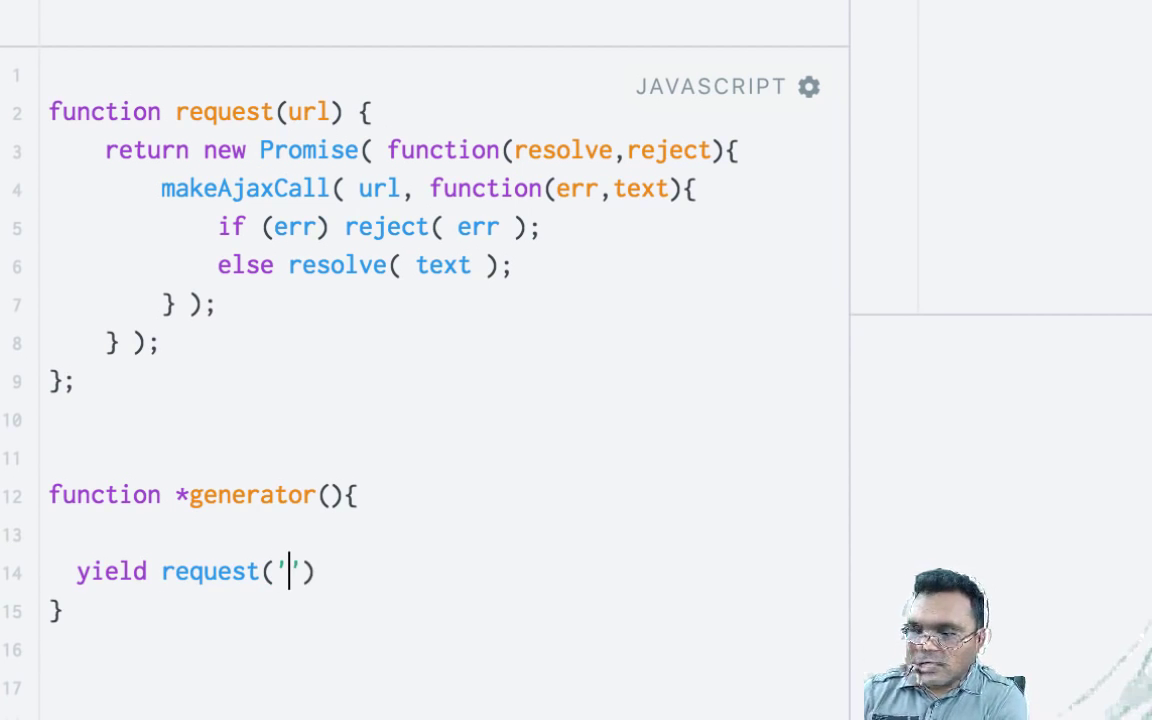 JAVASCRIPT
1
2 function request(url) {
3 return new Promise( function(resolve,reject){
4 makeAjaxCall( url, function(err,text){
5 if (err) reject( err );
6 else resolve( text );
7 } );
8 } );
9 };
10
11
12 function *generator(){
13
14 yield request('')
15 }
16
17